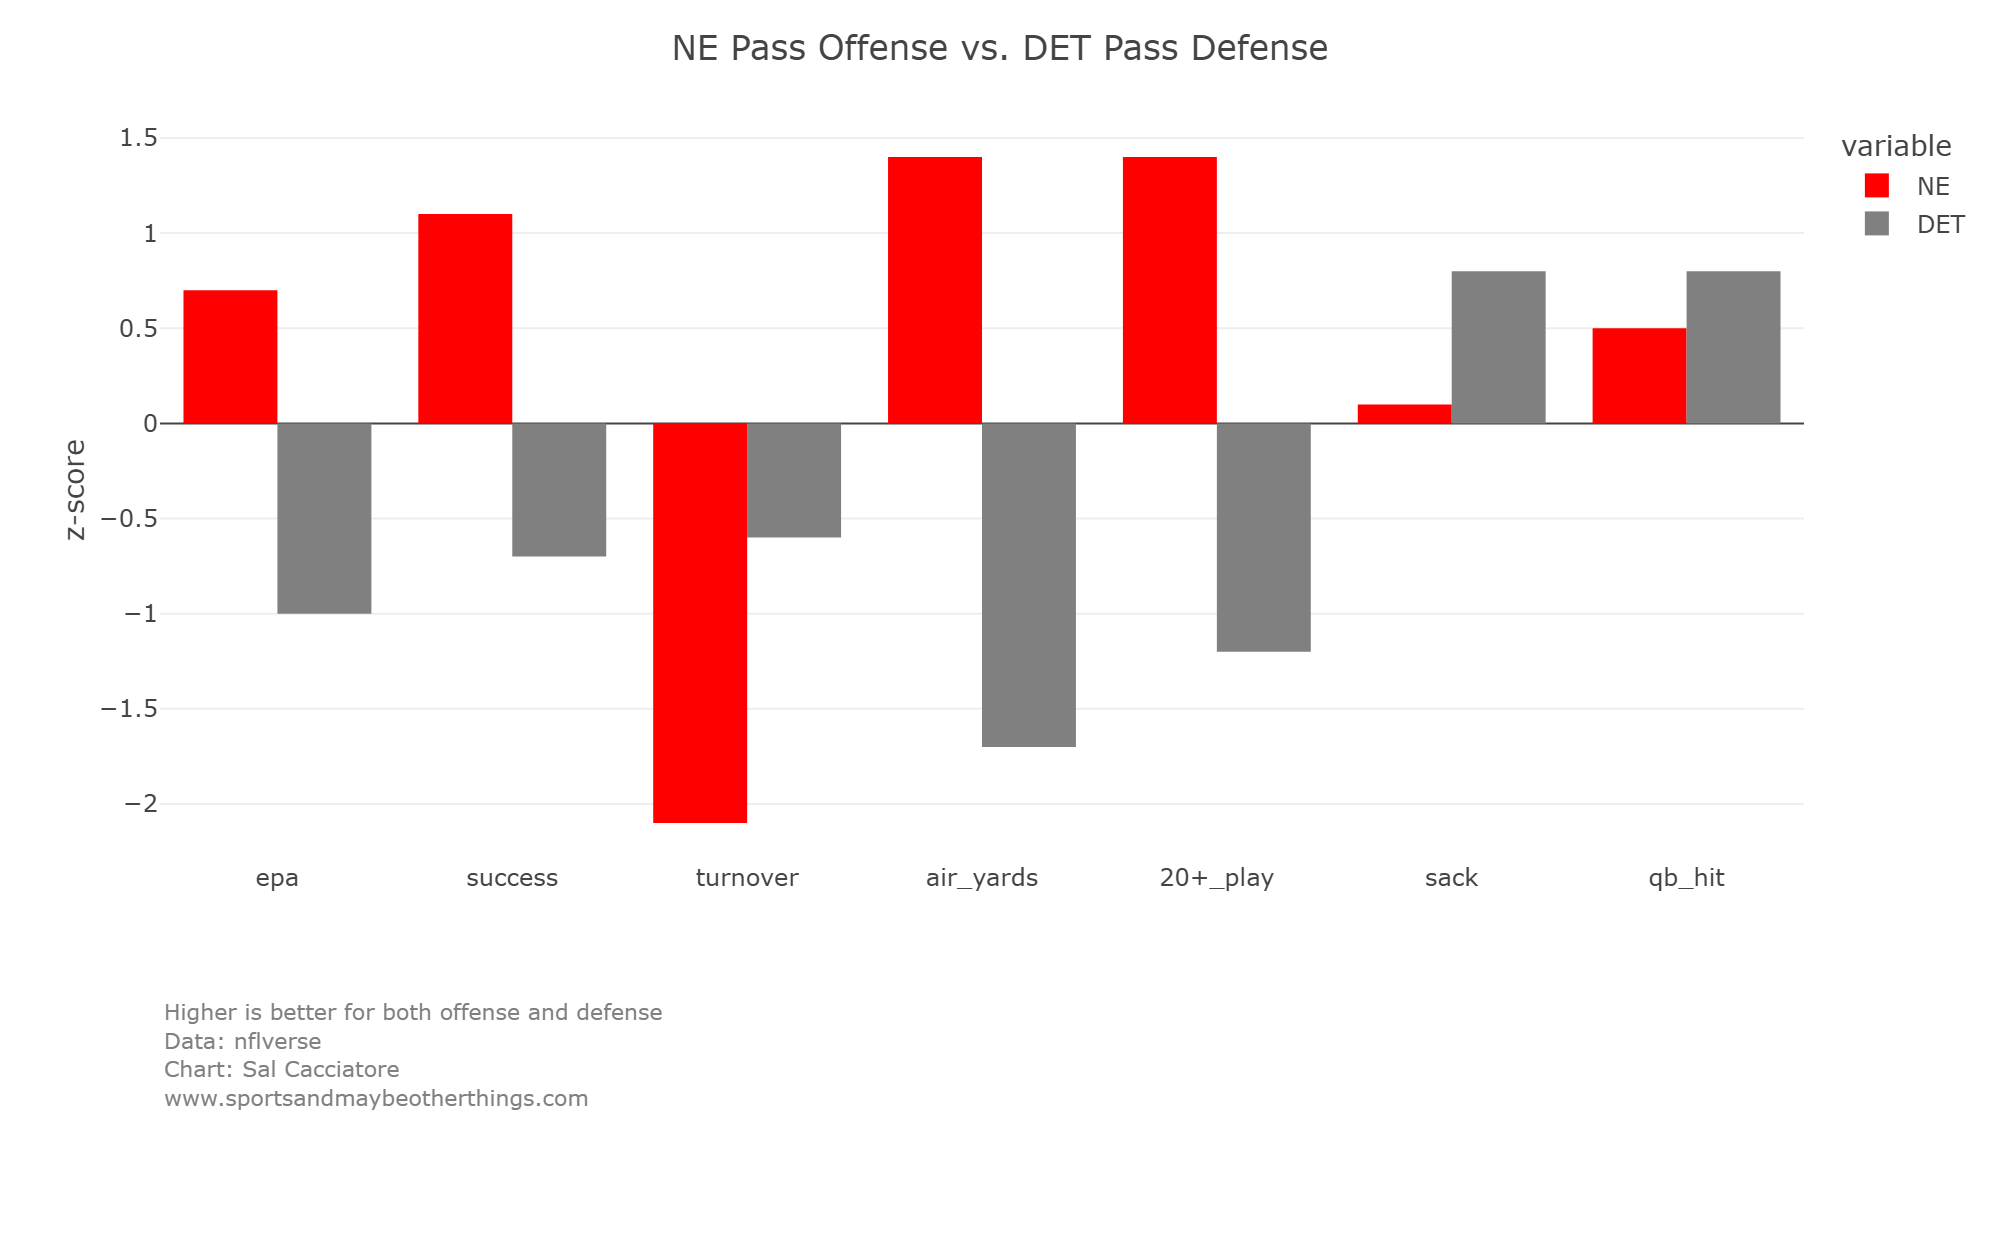 NE Pass Offense vs. DET Pass Defense
variable
NE
DET
z-score
1.5
1
0.5
0
−0.5
−1
−1.5
−2
epa success turnover air_yards 20+_play sack qb_hit
Higher is better for both offense and defense
Data: nflverse
Chart: Sal Cacciatore
www.sportsandmaybeotherthings.com